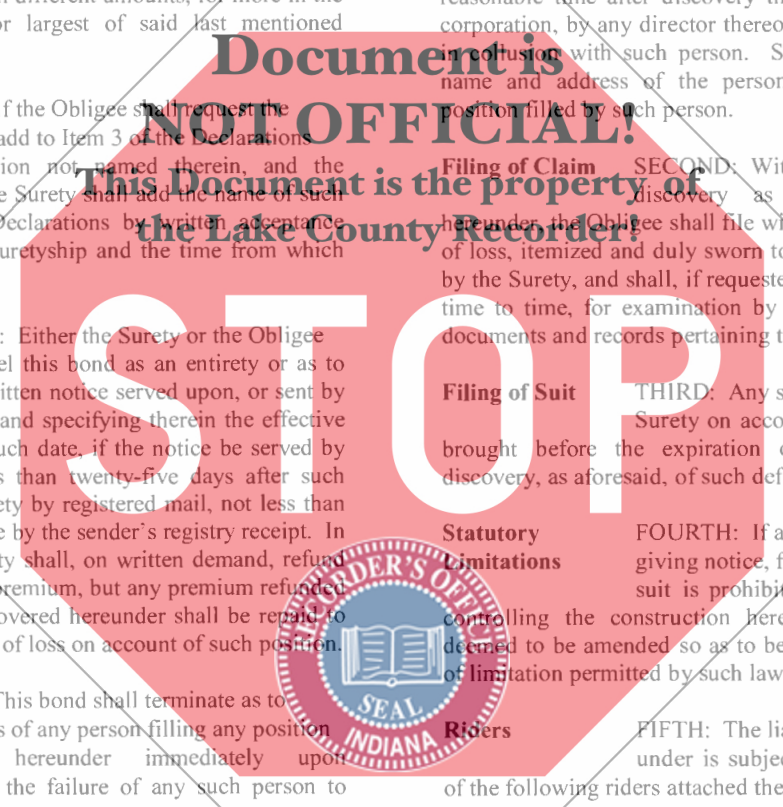 Document is
NOT OFFICIAL!
This Document is the property of
the Lake County Recorder!
STOP
RECORDER'S OFFICE
SEAL
INDIANA
or largest of said last mentioned
f the Obligee shall request the
add to Item 3 of the Declarations
ion not named therein, and the
e Surety shall add the name of such
Declarations by written acceptance
uretyship and the time from which
: Either the Surety or the Obligee
el this bond as an entirety or as to
itten notice served upon, or sent by
and specifying therein the effective
uch date, if the notice be served by
s than twenty-five days after such
ety by registered mail, not less than
e by the sender's registry receipt. In
ty shall, on written demand, refund
premium, but any premium refunded
overed hereunder shall be repaid to
of loss on account of such position.
This bond shall terminate as to
s of any person filling any position
hereunder immediately upon
the failure of any such person to
reasonable time after discovery th
corporation, by any director thereo
in collusion with such person. S
name and address of the person
position filled by such person.
Filing of Claim SECOND: Wit
discovery as
hereunder, the Obligee shall file wi
of loss, itemized and duly sworn to
by the Surety, and shall, if requeste
time to time, for examination by
documents and records pertaining t
Filing of Suit THIRD: Any s
Surety on acco
brought before the expiration o
discovery, as aforesaid, of such def
Statutory FOURTH: If a
Limitations giving notice, f
suit is prohibit
controlling the construction here
deemed to be amended so as to be
of limitation permitted by such law
Riders FIFTH: The lia
under is subjec
of the following riders attached the